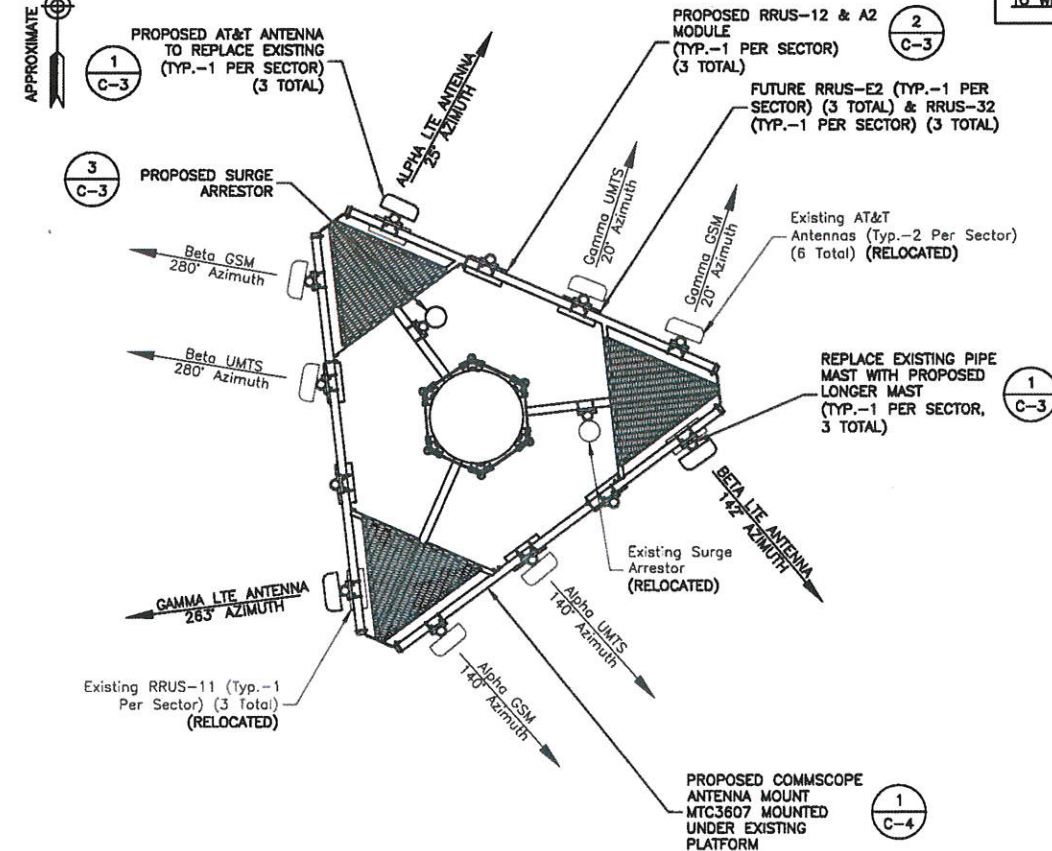 APPROXIMATE
1
C-3
PROPOSED AT&T ANTENNA
TO REPLACE EXISTING
(TYP.-1 PER SECTOR)
(3 TOTAL)
PROPOSED RRUS-12 & A2
MODULE
(TYP.-1 PER SECTOR)
(3 TOTAL)
2
C-3
FUTURE RRUS-E2 (TYP.-1 PER
SECTOR) (3 TOTAL) & RRUS-32
(TYP.-1 PER SECTOR) (3 TOTAL)
ALPHA LTE ANTENNA
25° AZIMUTH
3
C-3
PROPOSED SURGE
ARRESTOR
Gamma UMTS
20° Azimuth
Gamma GSM
20° Azimuth
Existing AT&T
Antennas (Typ.-2 Per Sector)
(6 Total) (RELOCATED)
Beta GSM
280° Azimuth
Beta UMTS
280° Azimuth
REPLACE EXISTING PIPE
MAST WITH PROPOSED
LONGER MAST
(TYP.-1 PER SECTOR,
3 TOTAL)
1
C-3
BETA LTE ANTENNA
142° AZIMUTH
Existing Surge
Arrestor
(RELOCATED)
GAMMA LTE ANTENNA
263° AZIMUTH
Alpha UMTS
140° Azimuth
Alpha GSM
140° Azimuth
Existing RRUS-11 (Typ.-1
Per Sector) (3 Total)
(RELOCATED)
PROPOSED COMMSCOPE
ANTENNA MOUNT
MTC3607 MOUNTED
UNDER EXISTING
PLATFORM
1
C-4